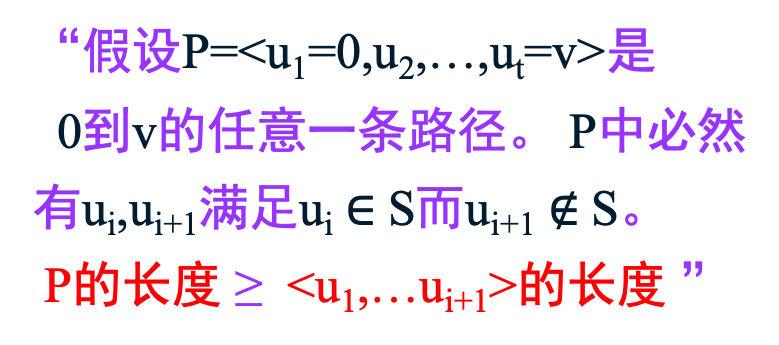 “假设P=<u₁=0,u₂,…,uₜ=v>是
0到v的任意一条路径。P中必然
有uᵢ,uᵢ₊₁满足uᵢ ∈ S而uᵢ₊₁ ∉ S。
P的长度 ≥ <u₁,…uᵢ₊₁>的长度 ”